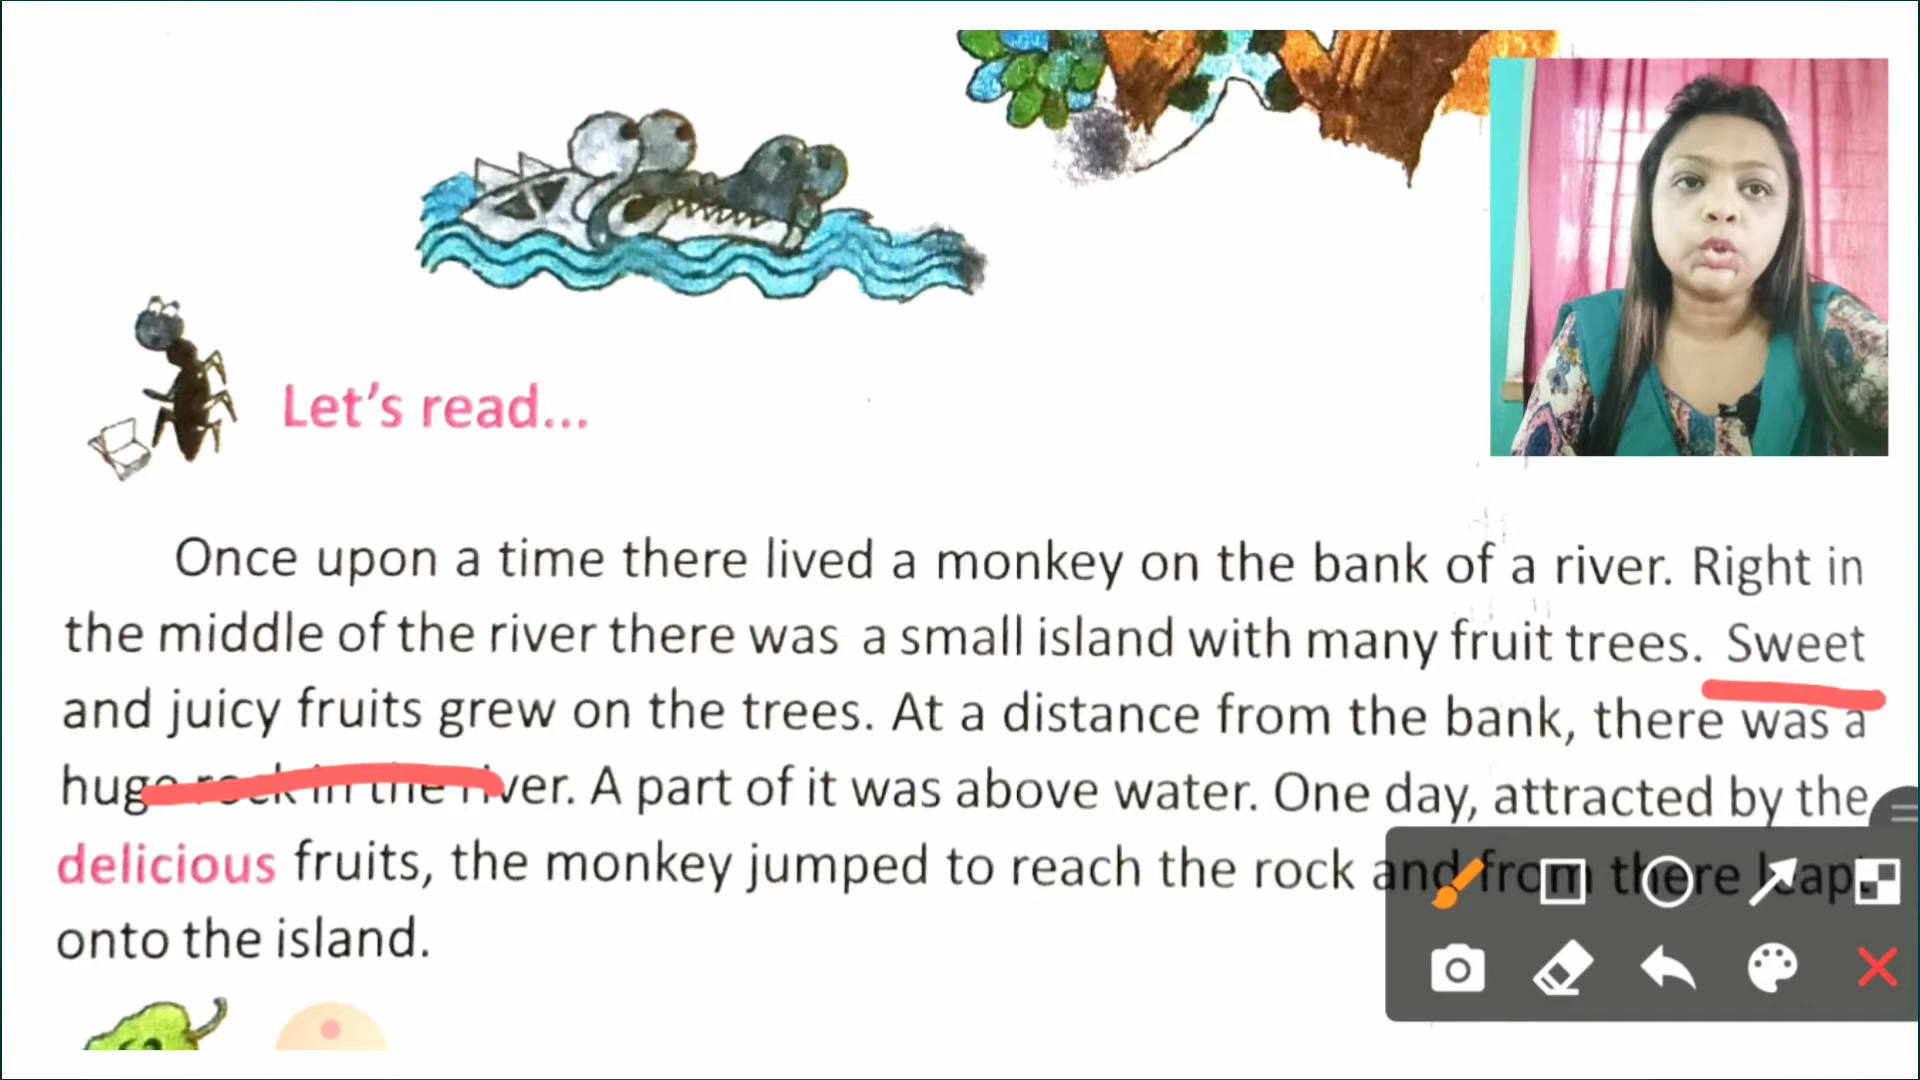 Let's read...
Once upon a time there lived a monkey on the bank of a river. Right in
the middle of the river there was a small island with many fruit trees. Sweet
and juicy fruits grew on the trees. At a distance from the bank, there was a
huge rock in the river. A part of it was above water. One day, attracted by the
delicious fruits, the monkey jumped to reach the rock and from there leapt
onto the island.